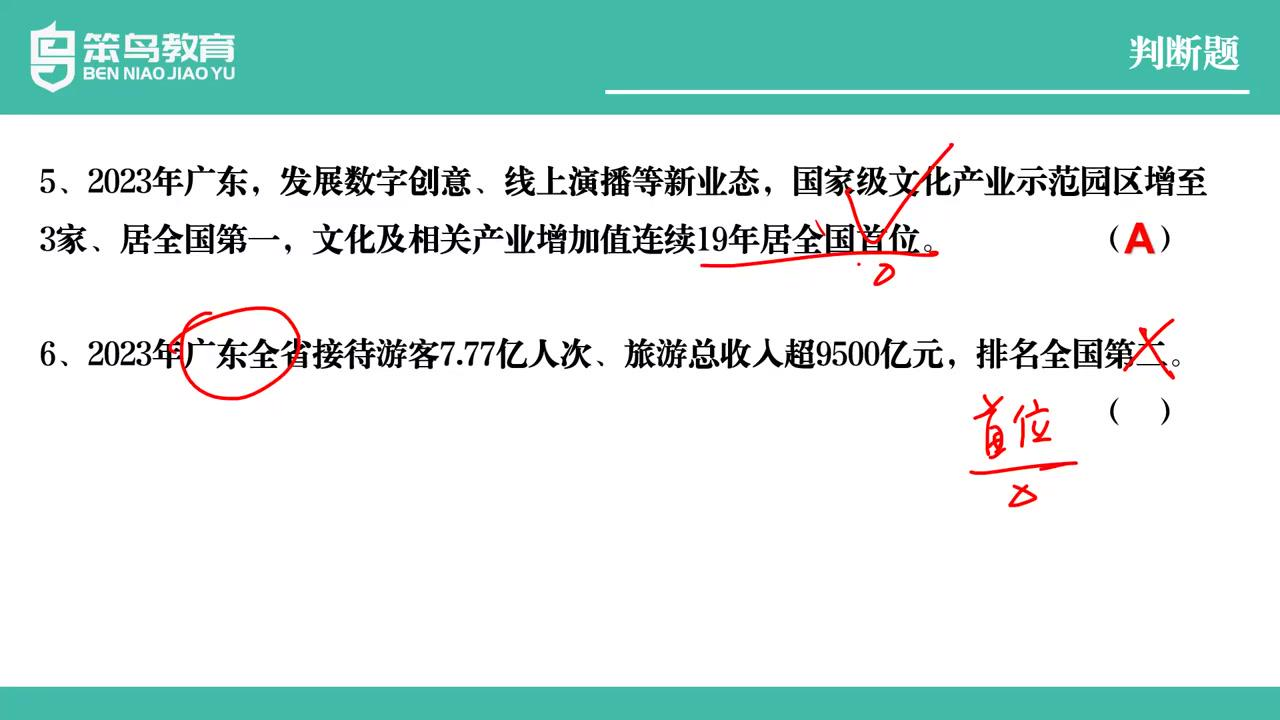 笨鸟教育
BEN NIAO JIAO YU
判断题
5、2023年广东，发展数字创意、线上演播等新业态，国家级文化产业示范园区增至
3家、居全国第一，文化及相关产业增加值连续19年居全国首位。 （A）
6、2023年广东全省接待游客7.77亿人次、旅游总收入超9500亿元，排名全国第二。
（ ）
首位